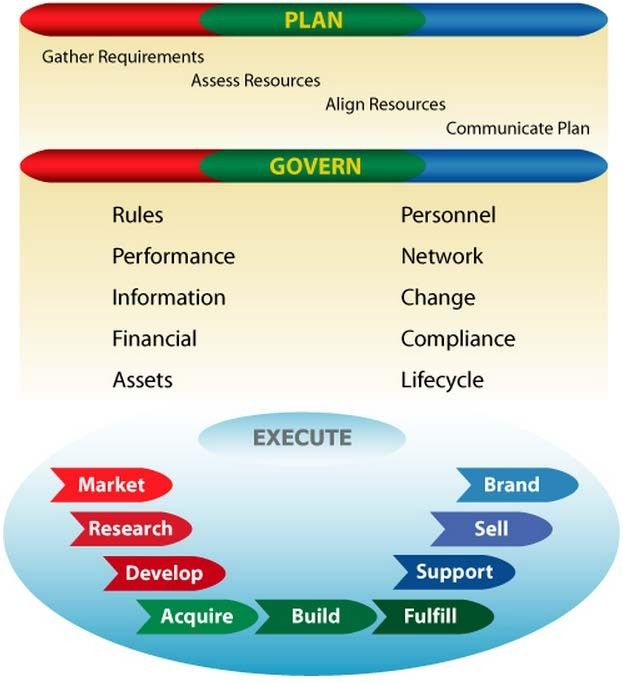 PLAN
Gather Requirements
Assess Resources
Align Resources
Communicate Plan
GOVERN
Rules
Personnel
Performance
Network
Information
Change
Financial
Compliance
Assets
Lifecycle
EXECUTE
Market
Brand
Research
Sell
Develop
Support
Acquire
Build
Fulfill